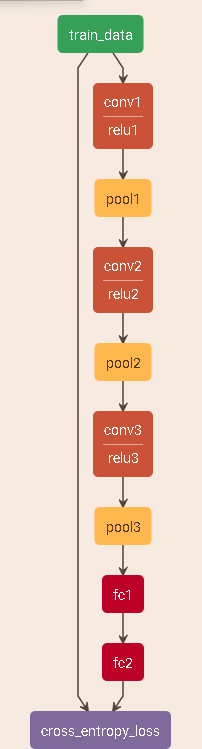 train_data
conv1
relu1
pool1
conv2
relu2
pool2
conv3
relu3
pool3
fc1
fc2
cross_entropy_loss